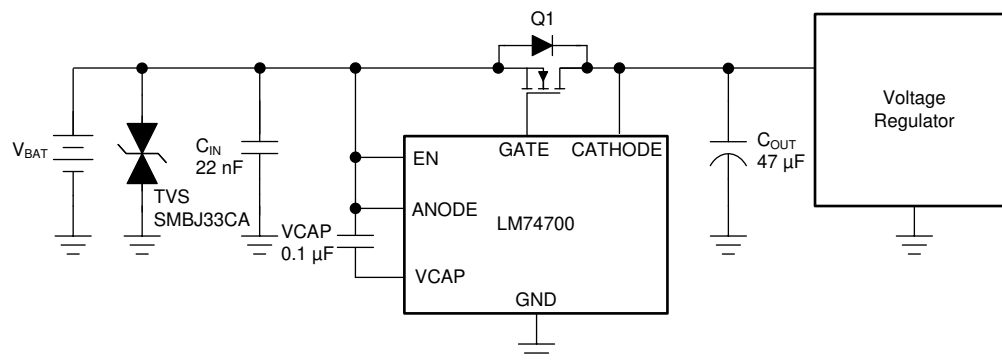 Q1
Voltage
Regulator
V_BAT
C_IN
22 nF
TVS
SMBJ33CA
EN
GATE
CATHODE
C_OUT
47 µF
ANODE
LM74700
VCAP
0.1 µF
VCAP
GND